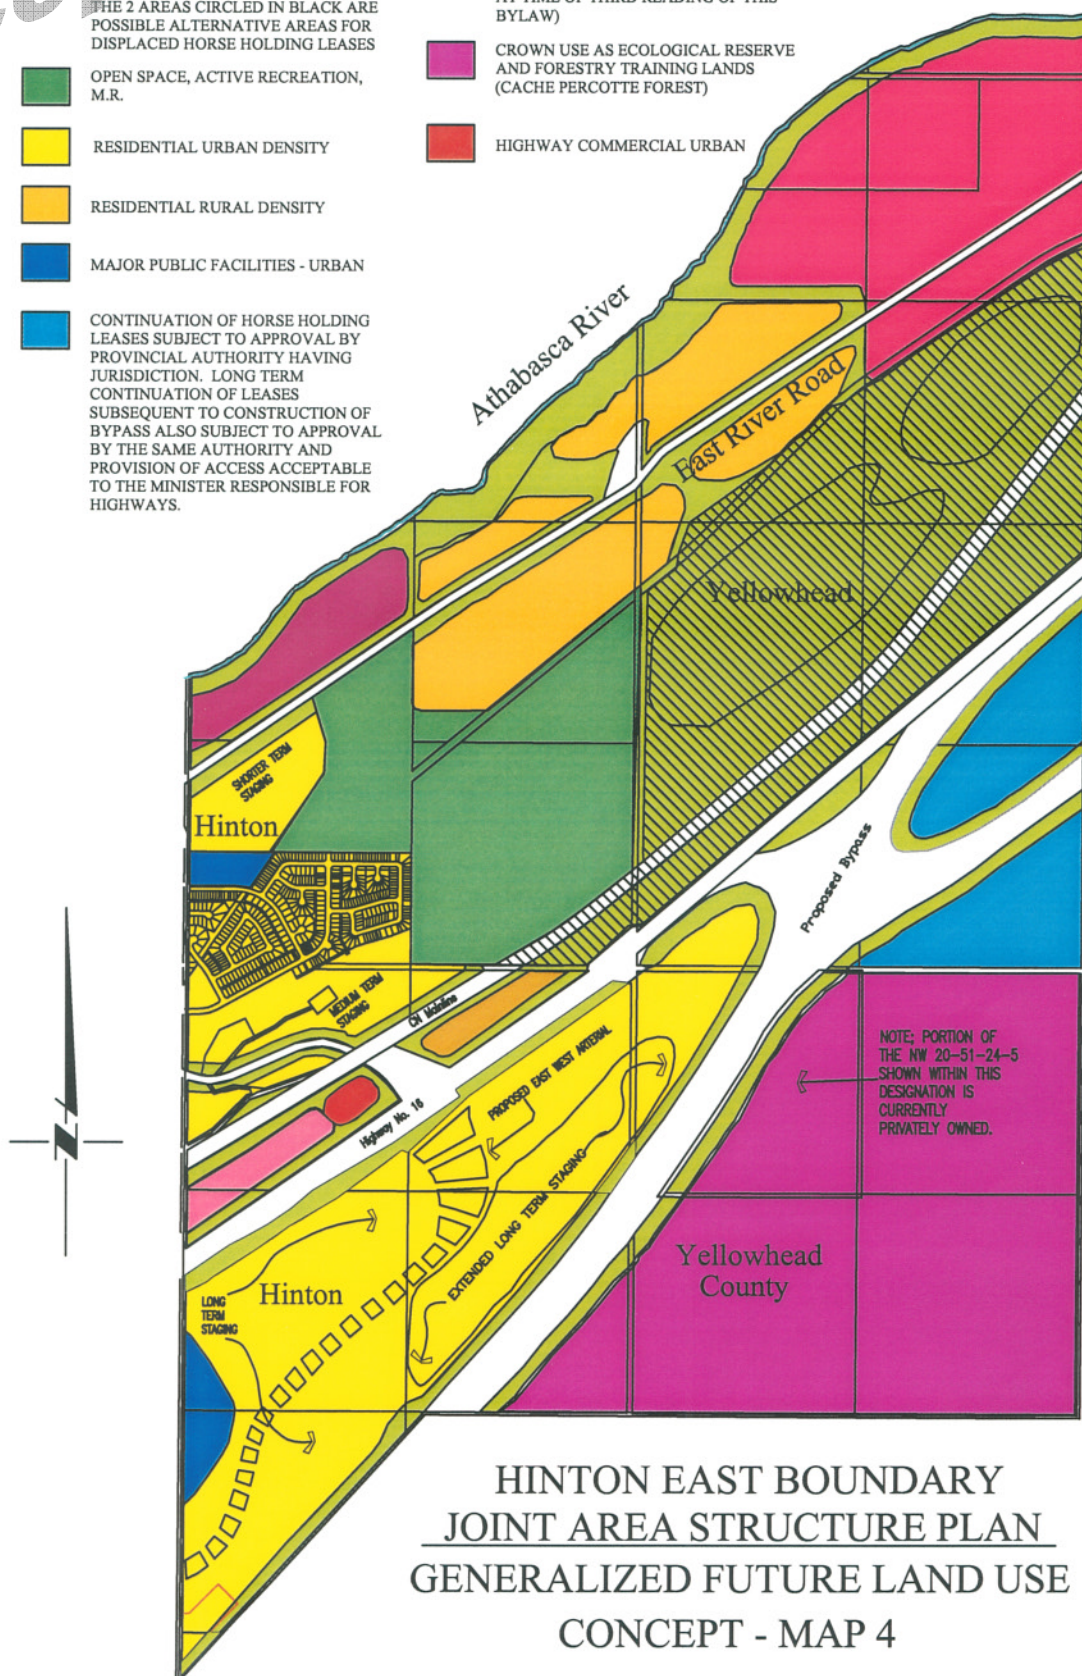 THE 2 AREAS CIRCLED IN BLACK ARE
POSSIBLE ALTERNATIVE AREAS FOR
DISPLACED HORSE HOLDING LEASES
OPEN SPACE, ACTIVE RECREATION,
M.R.
RESIDENTIAL URBAN DENSITY
RESIDENTIAL RURAL DENSITY
MAJOR PUBLIC FACILITIES - URBAN
CONTINUATION OF HORSE HOLDING
LEASES SUBJECT TO APPROVAL BY
PROVINCIAL AUTHORITY HAVING
JURISDICTION. LONG TERM
CONTINUATION OF LEASES
SUBSEQUENT TO CONSTRUCTION OF
BYPASS ALSO SUBJECT TO APPROVAL
BY THE SAME AUTHORITY AND
PROVISION OF ACCESS ACCEPTABLE
TO THE MINISTER RESPONSIBLE FOR
HIGHWAYS.
AT TIME OF THIRD READING OF THIS
BYLAW)
CROWN USE AS ECOLOGICAL RESERVE
AND FORESTRY TRAINING LANDS
(CACHE PERCOTTE FOREST)
HIGHWAY COMMERCIAL URBAN
Athabasca River
East River Road
Yellowhead
SHORTER TERM
STAGING
Hinton
Proposed Bypass
MEDIUM TERM
STAGING
CN Mainline
NOTE; PORTION OF
THE NW 20-51-24-5
SHOWN WITHIN THIS
DESIGNATION IS
CURRENTLY
PRIVATELY OWNED.
PROPOSED EAST WEST ARTERIAL
Highway No. 16
EXTENDED LONG TERM STAGING
Yellowhead
County
LONG
TERM
STAGING
Hinton
N
HINTON EAST BOUNDARY
JOINT AREA STRUCTURE PLAN
GENERALIZED FUTURE LAND USE
CONCEPT - MAP 4